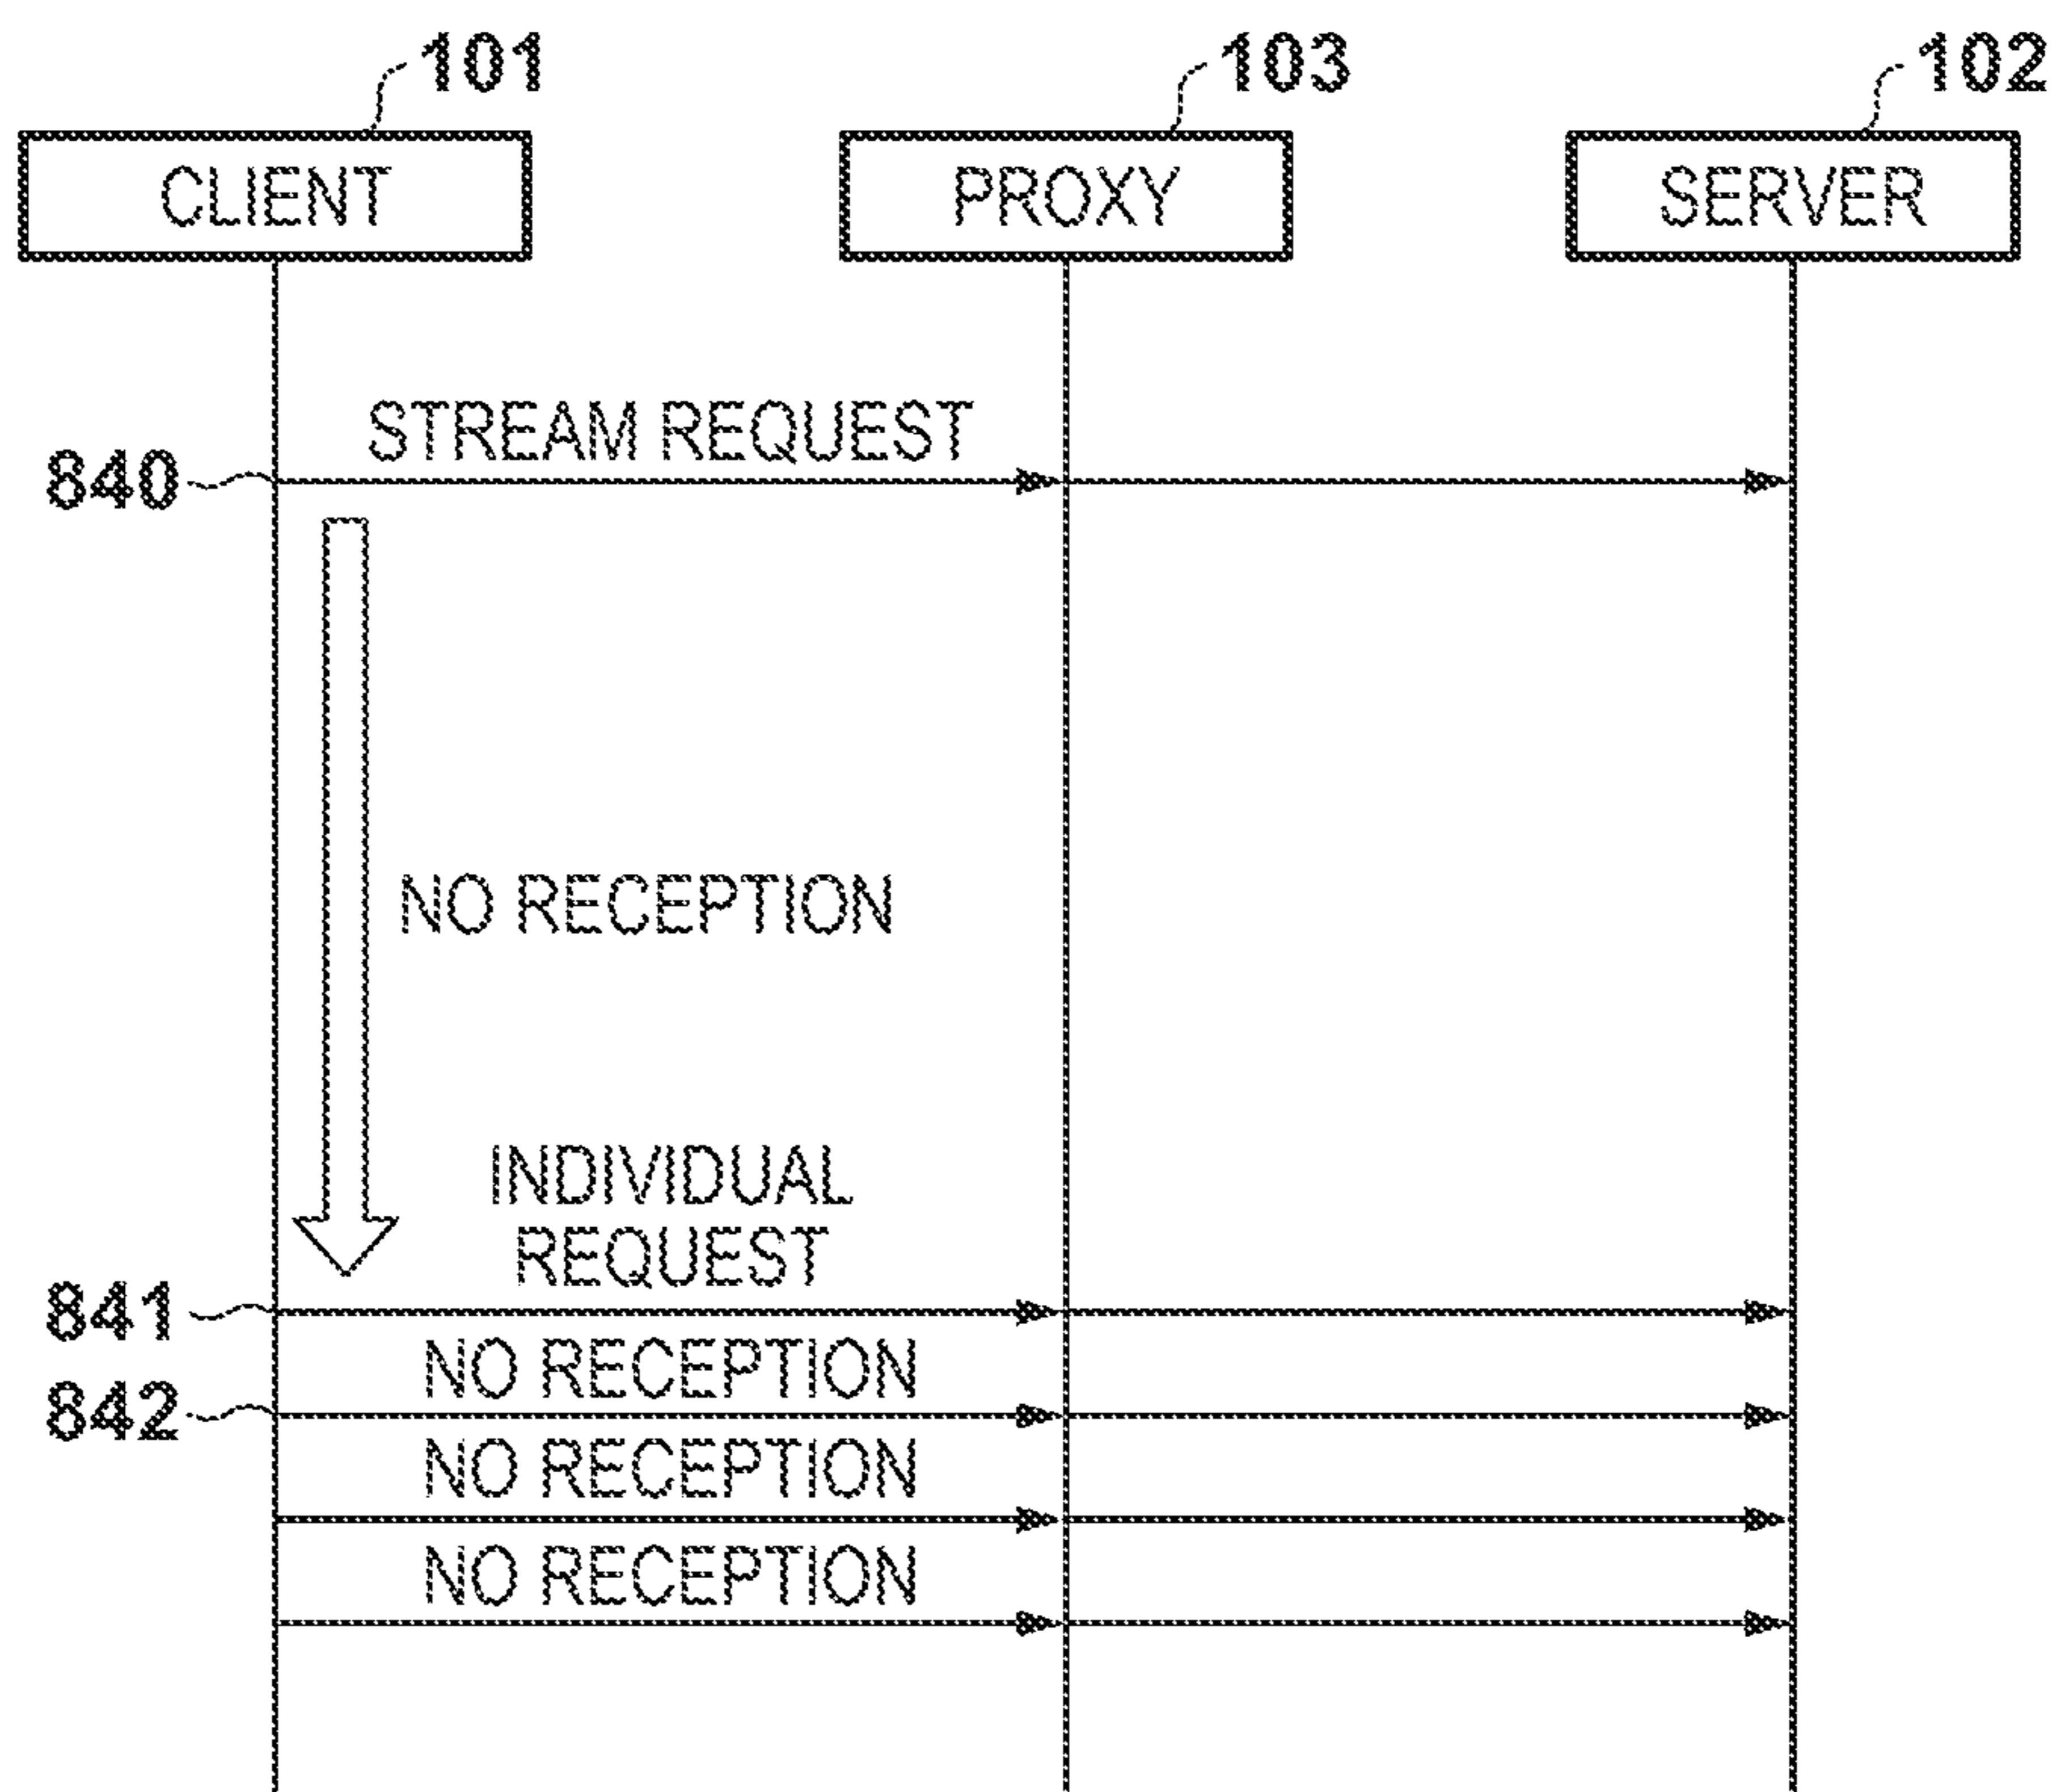 101
103
102
CLIENT
PROXY
SERVER
STREAM REQUEST
840
NO RECEPTION
INDIVIDUAL
REQUEST
841
NO RECEPTION
842
NO RECEPTION
NO RECEPTION